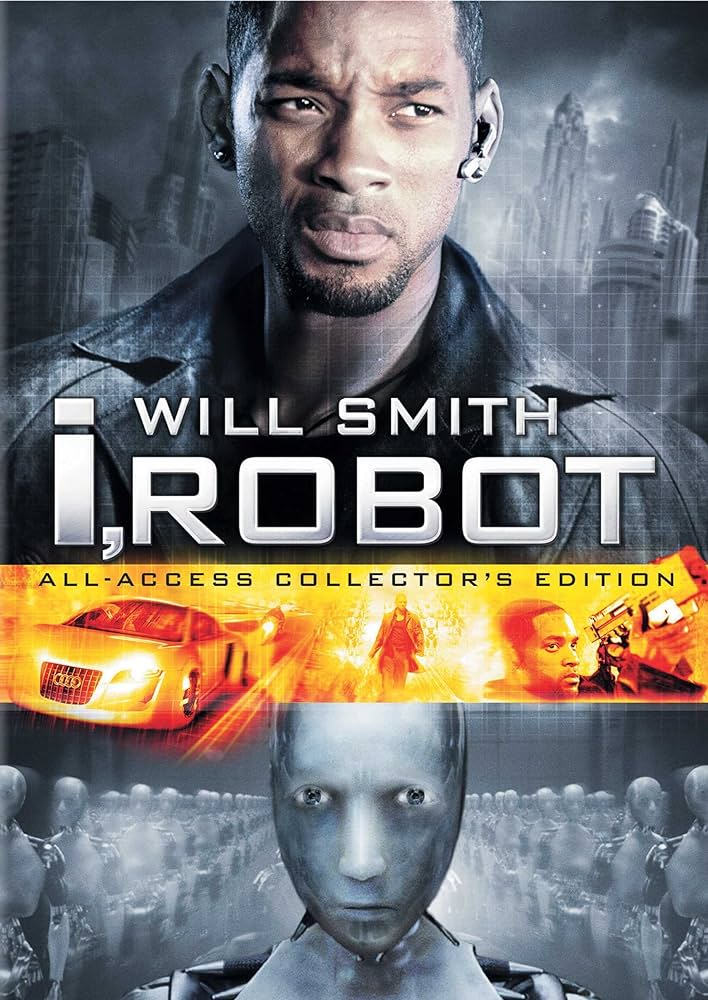 WILL SMITH
i, ROBOT
ALL-ACCESS COLLECTOR'S EDITION